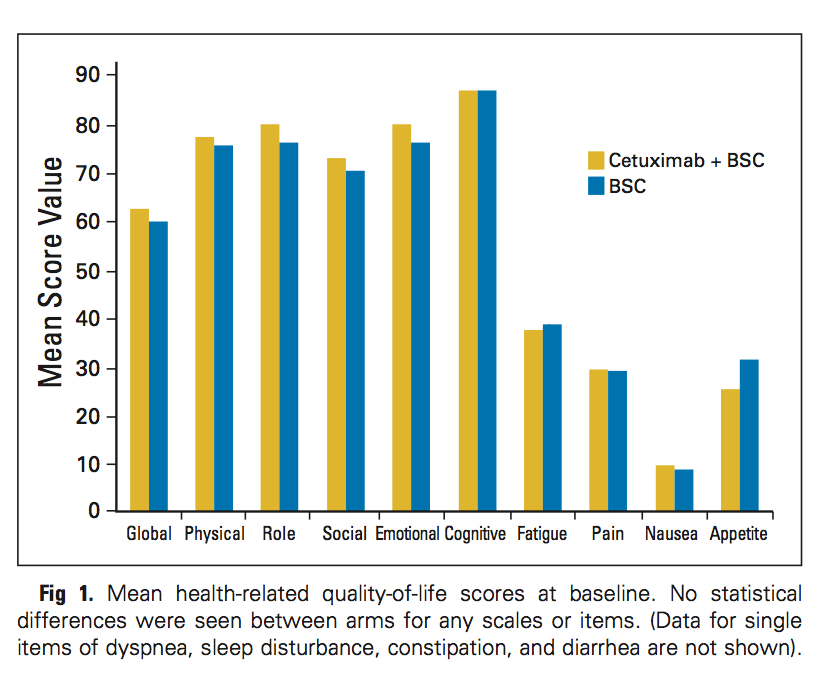 Mean Score Value
90
80
70
60
50
40
30
20
10
0
Cetuximab + BSC
BSC
Global Physical Role Social Emotional Cognitive Fatigue Pain Nausea Appetite
Fig 1. Mean health-related quality-of-life scores at baseline. No statistical
differences were seen between arms for any scales or items. (Data for single
items of dyspnea, sleep disturbance, constipation, and diarrhea are not shown).